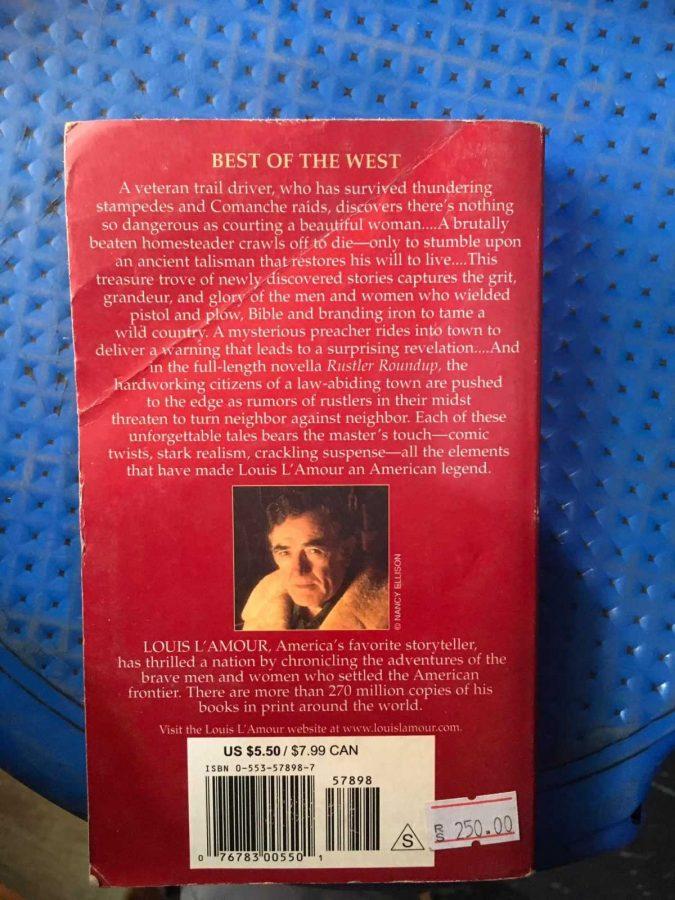 BEST OF THE WEST
A veteran trail driver, who has survived thundering
stampedes and Comanche raids, discovers there's nothing
so dangerous as courting a beautiful woman....A brutally
beaten homesteader crawls off to die—only to stumble upon
an ancient talisman that restores his will to live....This
treasure trove of newly discovered stories captures the grit,
grandeur, and glory of the men and women who wielded
pistol and plow, Bible and branding iron to tame a
wild country. A mysterious preacher rides into town to
deliver a warning that leads to a surprising revelation....And
in the full-length novella Rustler Roundup, the
hardworking citizens of a law-abiding town are pushed
to the edge as rumors of rustlers in their midst
threaten to turn neighbor against neighbor. Each of these
unforgettable tales bears the master's touch—comic
twists, stark realism, crackling suspense—all the elements
that have made Louis L'Amour an American legend.
© NANCY ELLISON
LOUIS L'AMOUR, America's favorite storyteller,
has thrilled a nation by chronicling the adventures of the
brave men and women who settled the American
frontier. There are more than 270 million copies of his
books in print around the world.
Visit the Louis L'Amour website at www.louislamour.com.
US $5.50 / $7.99 CAN
ISBN 0-553-57898-7
57898
0 76783 00550 1
S
RS 250.00